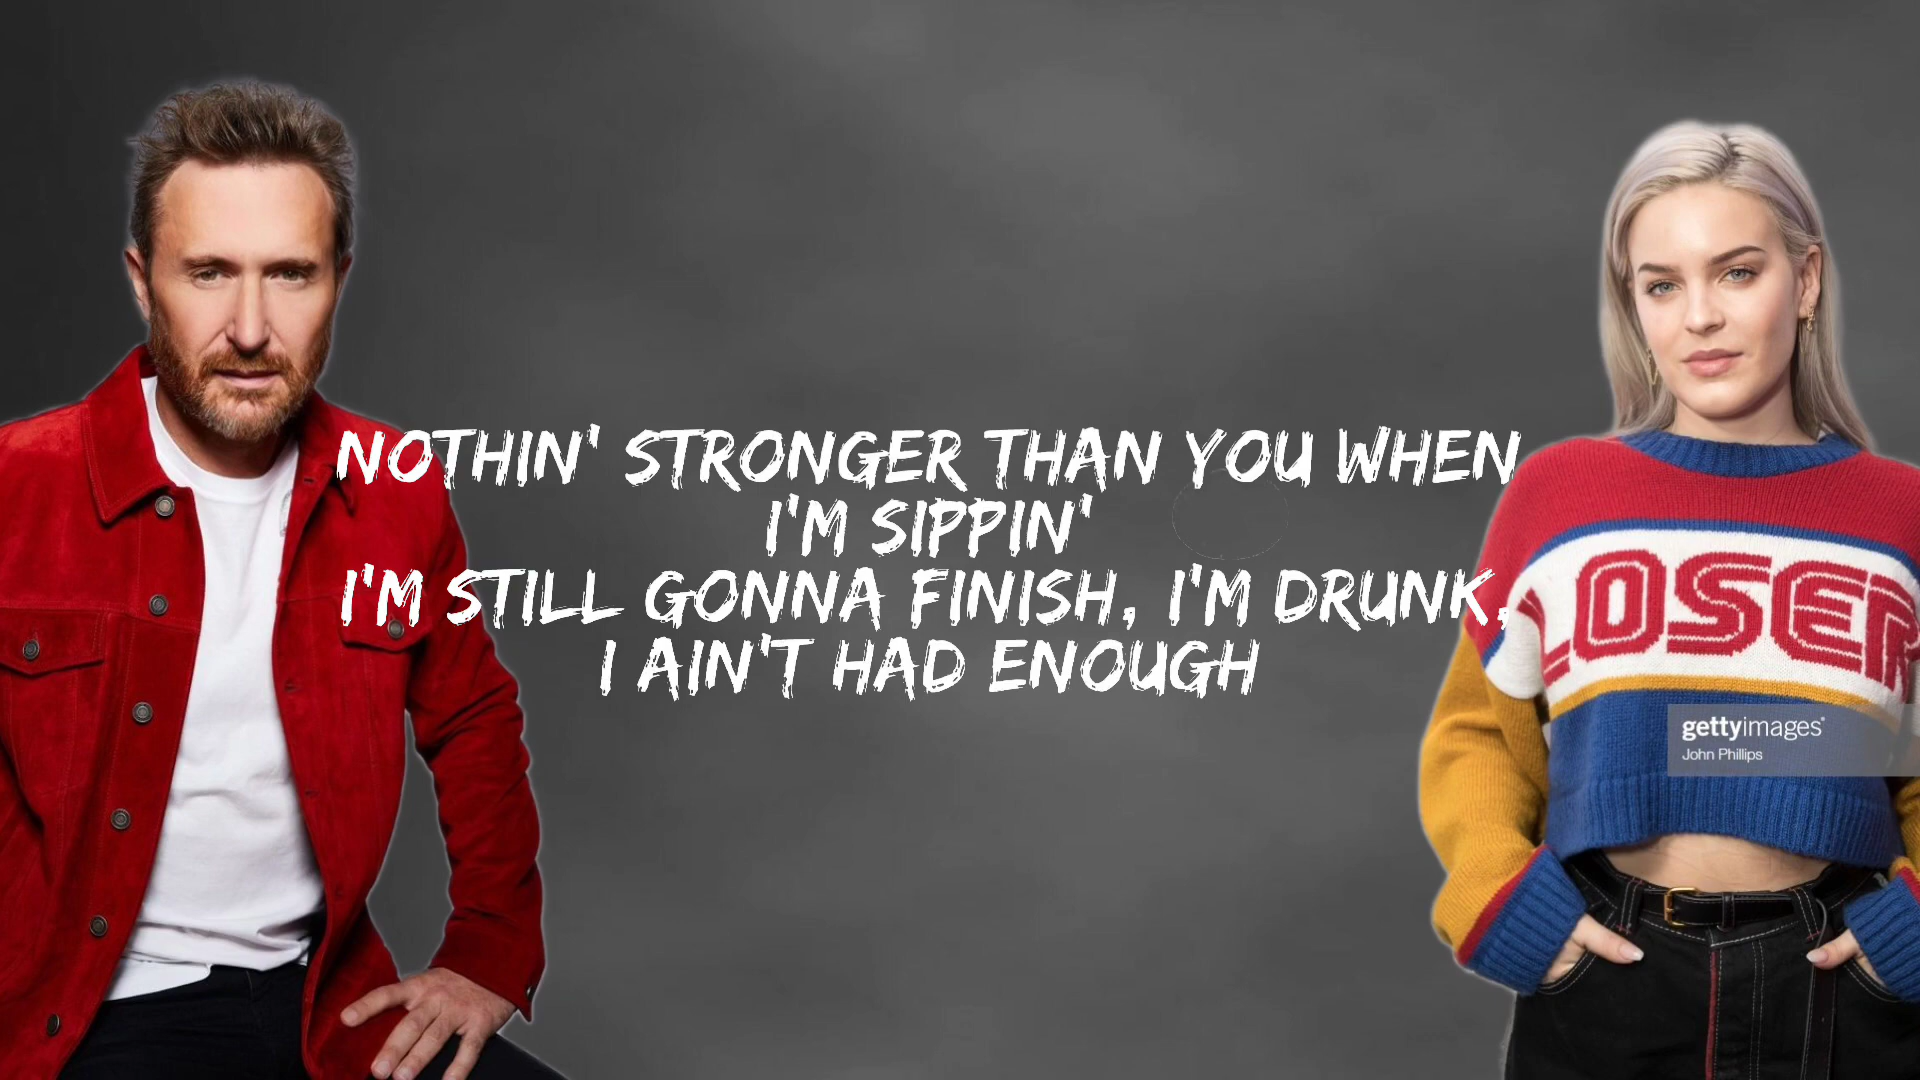 NOTHIN' STRONGER THAN YOU WHEN
I'M SIPPIN'
I'M STILL GONNA FINISH, I'M DRUNK,
I AIN'T HAD ENOUGH
LOSER
gettyimages®
John Phillips